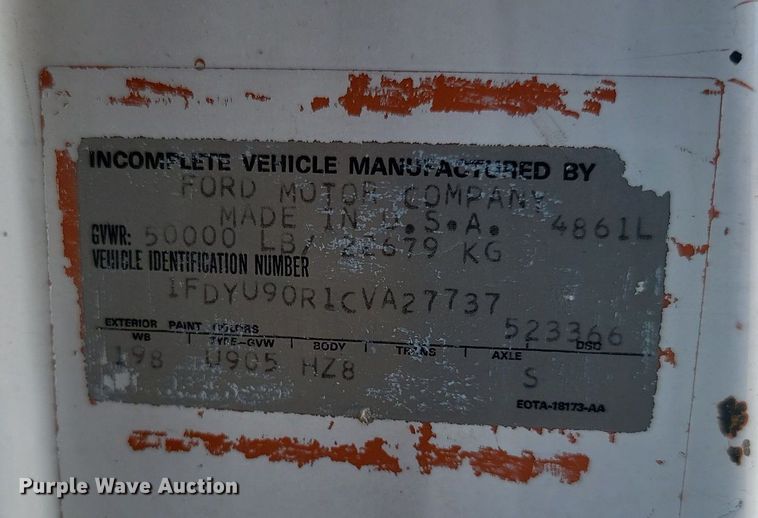 INCOMPLETE VEHICLE MANUFACTURED BY
FORD MOTOR COMPANY
MADE IN U.S.A.
4861L
GVWR: 50000 LB/ 22679 KG
VEHICLE IDENTIFICATION NUMBER
1FDYU90R1CVA27737
EXTERIOR PAINT COLORS 523366
WB TYPE-GVW BODY TRANS AXLE DSO
198 U905 HZ8 S
EOTA-18173-AA
Purple Wave Auction